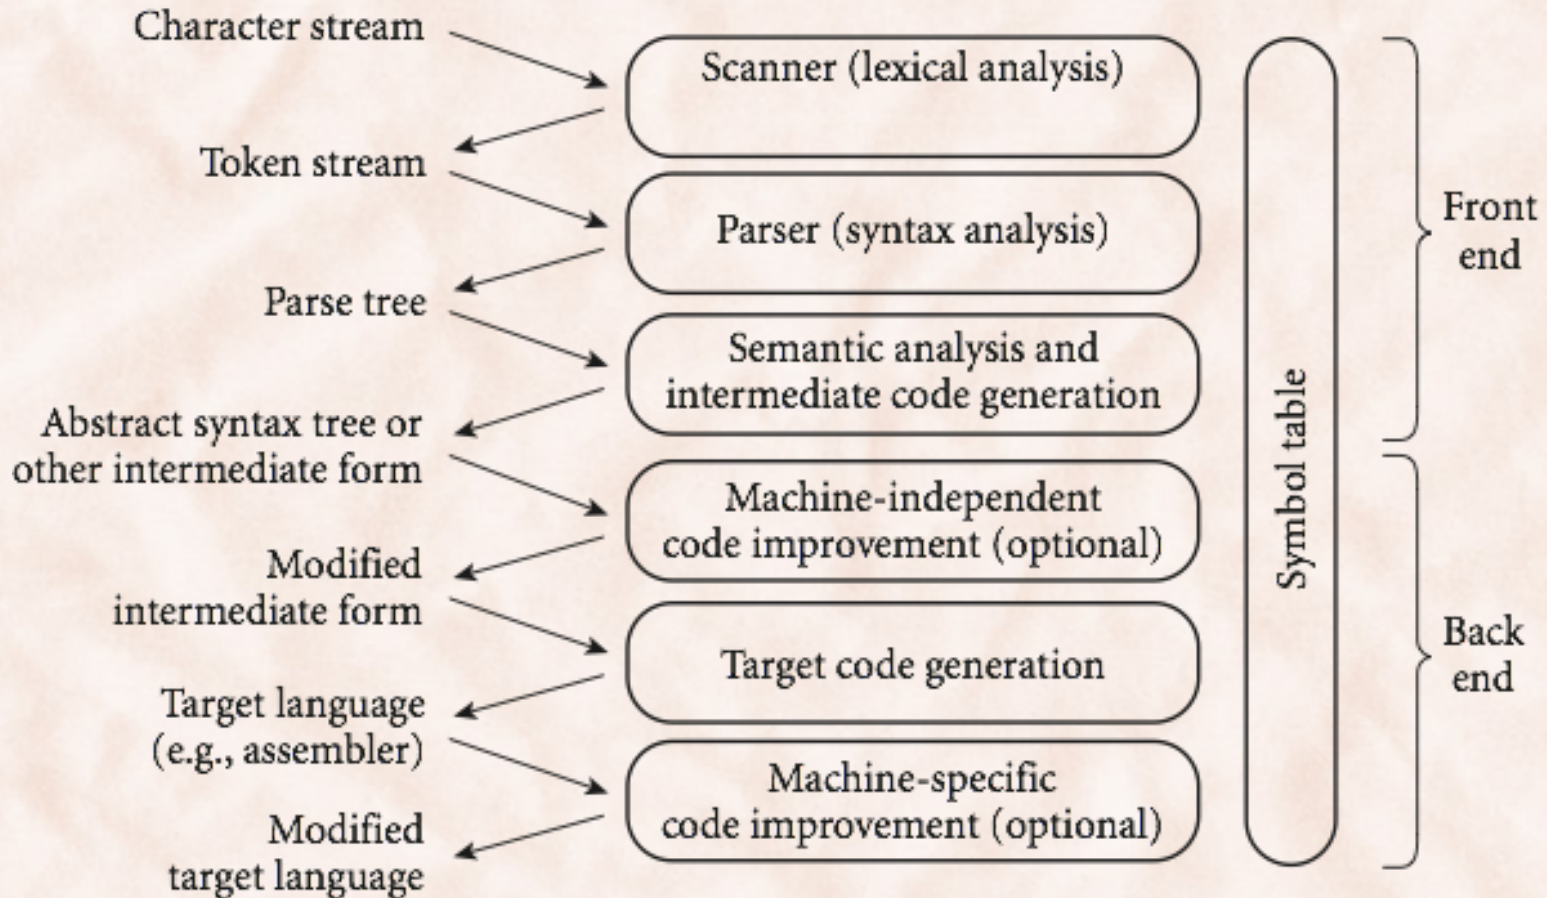 Character stream
Scanner (lexical analysis)
Token stream
Parser (syntax analysis)
Parse tree
Semantic analysis and
intermediate code generation
Abstract syntax tree or
other intermediate form
Machine-independent
code improvement (optional)
Modified
intermediate form
Target code generation
Target language
(e.g., assembler)
Machine-specific
code improvement (optional)
Modified
target language
Symbol table
Front
end
Back
end